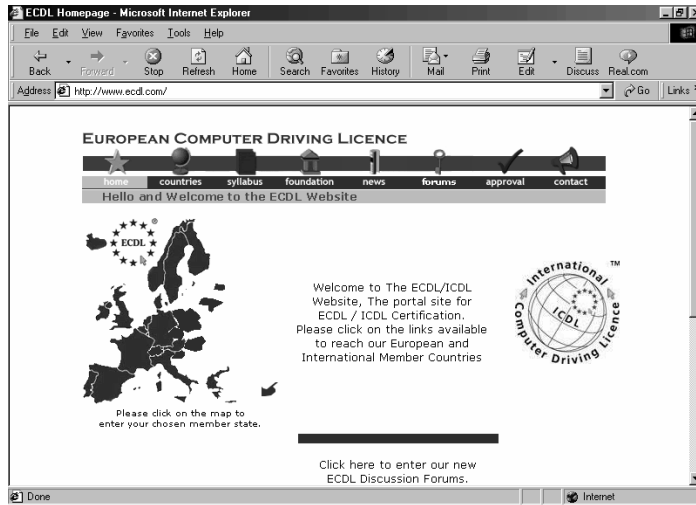 ECDL Homepage - Microsoft Internet Explorer
File Edit View Favorites Tools Help
Back Forward Stop Refresh Home Search Favorites History Mail Print Edit Discuss Real.com
Address http://www.ecdl.com/ Go Links
EUROPEAN COMPUTER DRIVING LICENCE
home countries syllabus foundation news forums approval contact
Hello and Welcome to the ECDL Website
ECDL ®
Welcome to The ECDL/ICDL
Website, The portal site for
ECDL / ICDL Certification.
Please click on the links available
to reach our European and
International Member Countries
International
Computer Driving Licence
ICDL
TM
Please click on the map to
enter your chosen member state.
Click here to enter our new
ECDL Discussion Forums.
Done Internet